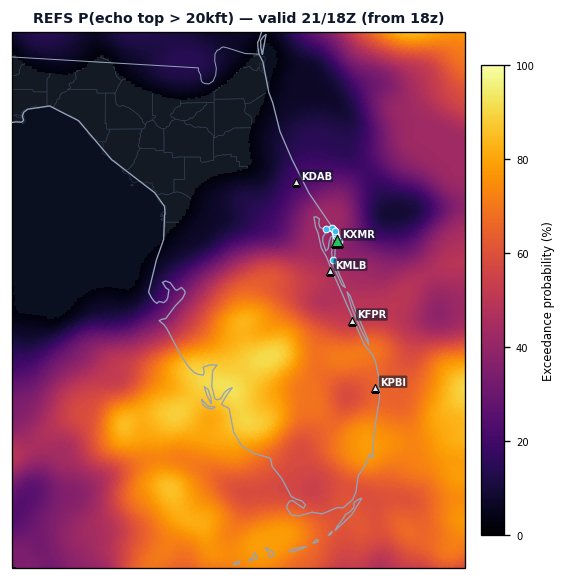 REFS P(echo top > 20kft) — valid 21/18Z (from 18z)
KDAB
KXMR
KMLB
KFPR
KPBI
100
80
60
40
20
0
Exceedance probability (%)